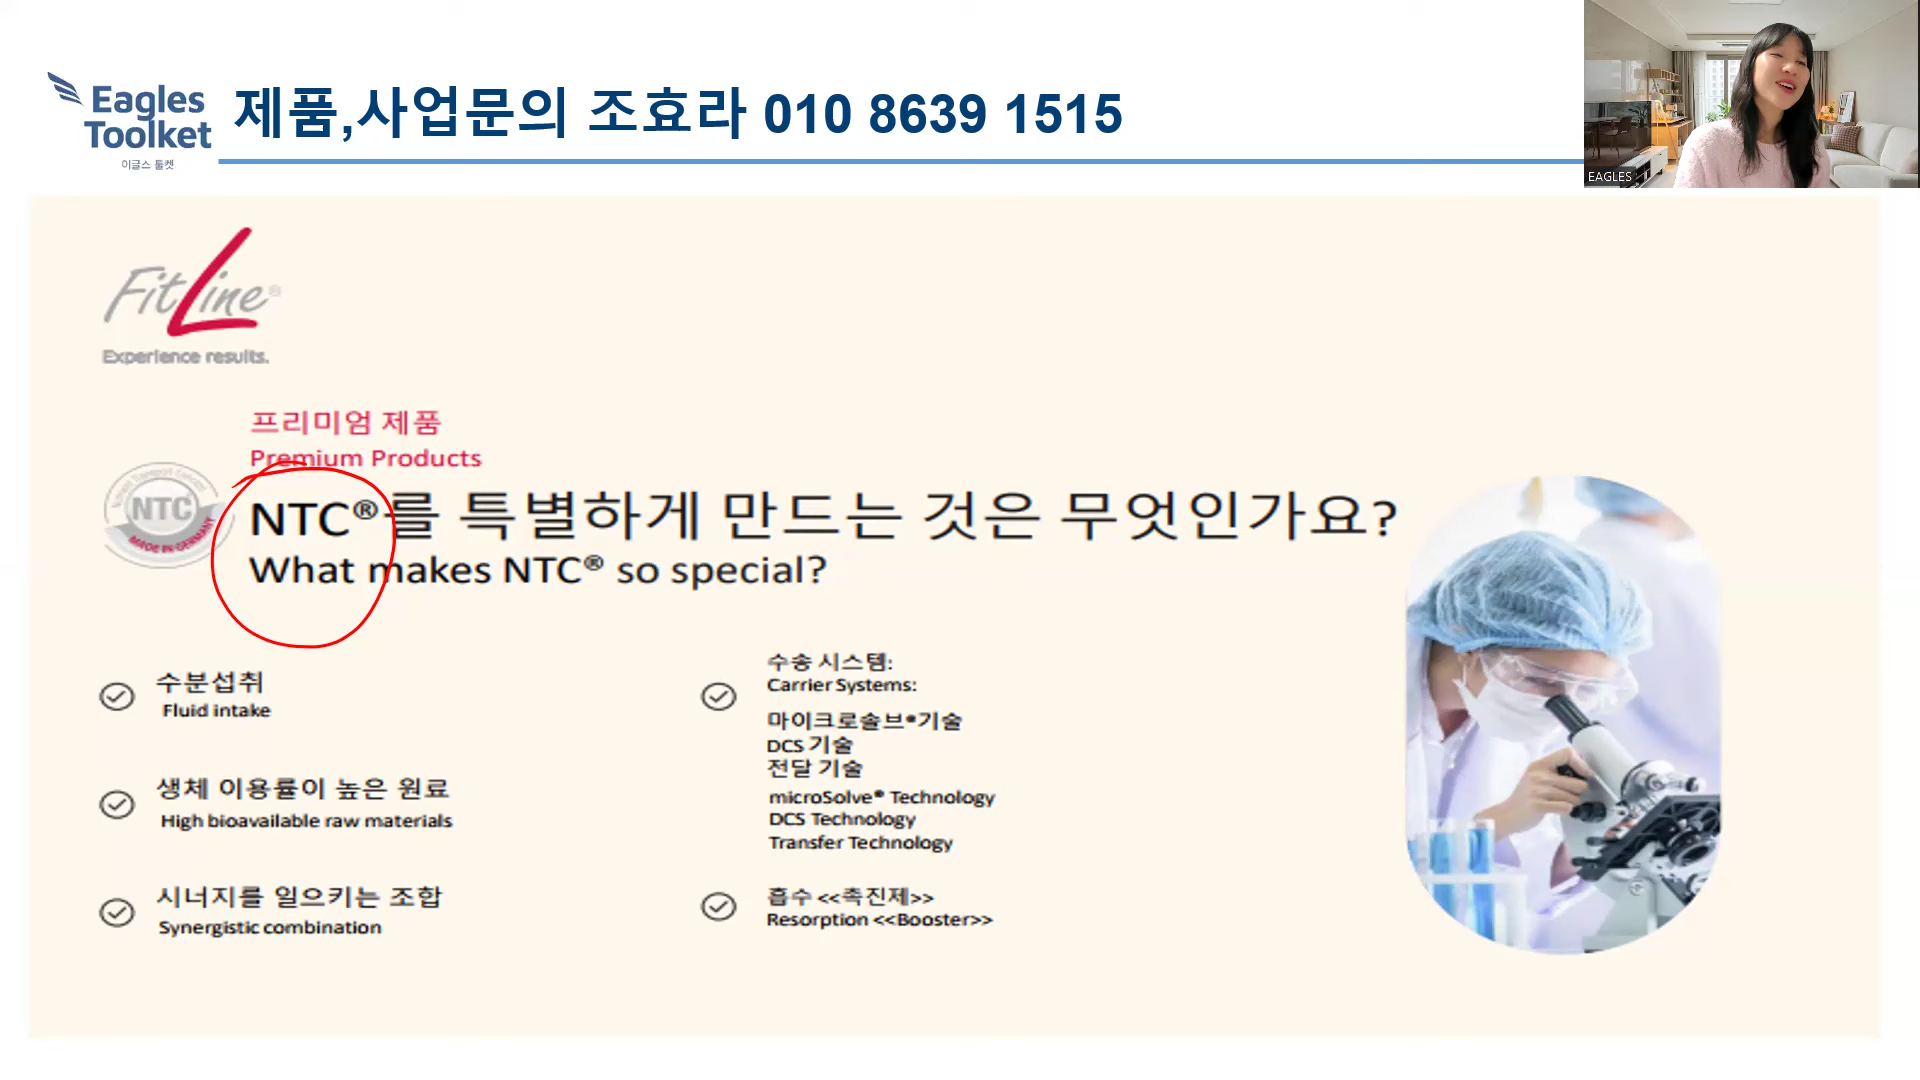 Eagles
Toolket
이글스 툴켓
제품,사업문의 조효라 010 8639 1515
EAGLES
FitLine®
Experience results.
프리미엄 제품
Premium Products
NTC
MADE IN GERMANY
NTC®를 특별하게 만드는 것은 무엇인가요?
What makes NTC® so special?
수분섭취
Fluid intake
생체 이용률이 높은 원료
High bioavailable raw materials
시너지를 일으키는 조합
Synergistic combination
수송 시스템:
Carrier Systems:
마이크로솔브®기술
DCS 기술
전달 기술
microSolve® Technology
DCS Technology
Transfer Technology
흡수 <<촉진제>>
Resorption <<Booster>>